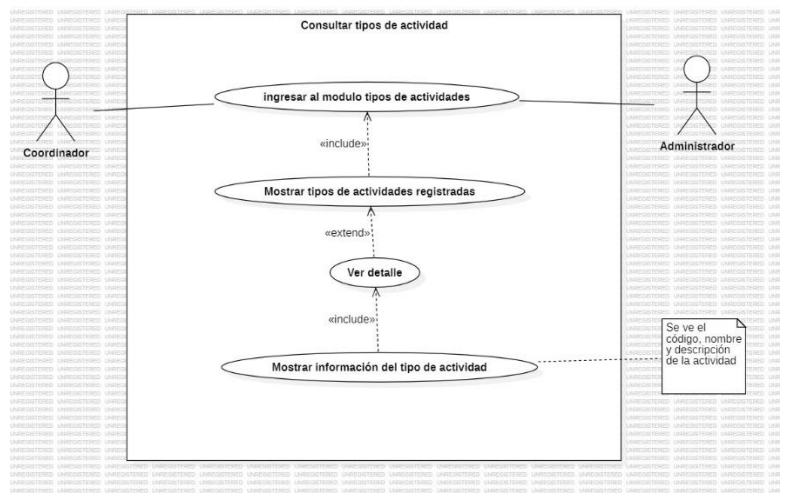 Consultar tipos de actividad
ingresar al modulo tipos de actividades
Coordinador
Administrador
«include»
Mostrar tipos de actividades registradas
«extend»
Ver detalle
«include»
Se ve el
código, nombre
y descripción
de la actividad
Mostrar información del tipo de actividad
UNREGISTERED